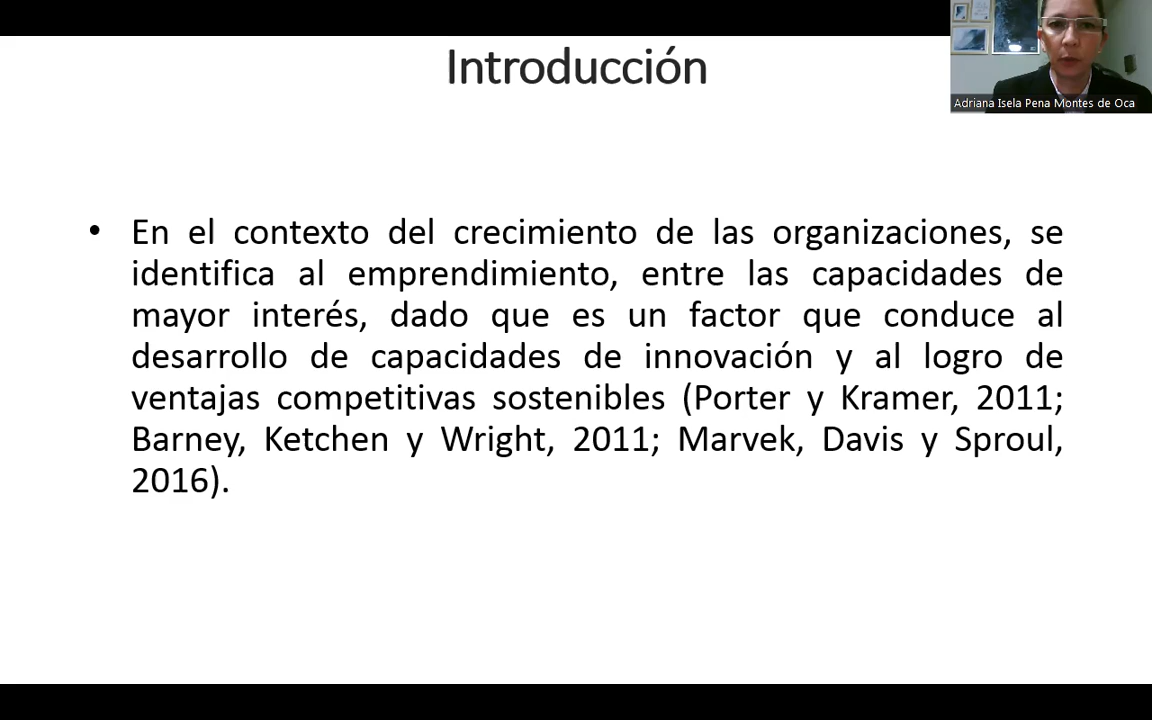 Introducción
Adriana Isela Pena Montes de Oca
• En el contexto del crecimiento de las organizaciones, se
identifica al emprendimiento, entre las capacidades de
mayor interés, dado que es un factor que conduce al
desarrollo de capacidades de innovación y al logro de
ventajas competitivas sostenibles (Porter y Kramer, 2011;
Barney, Ketchen y Wright, 2011; Marvek, Davis y Sproul,
2016).